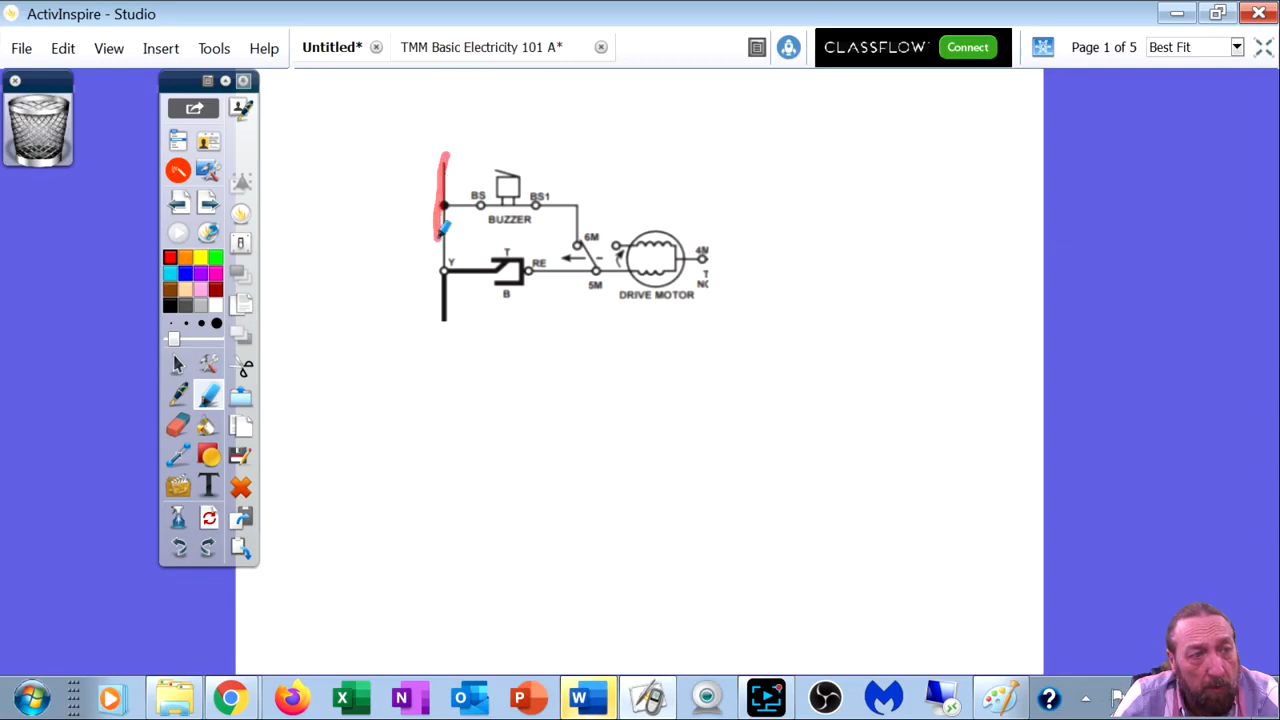 ActivInspire - Studio
File Edit View Insert Tools Help
Untitled* TMM Basic Electricity 101 A*
CLASSFLOW Connect
Page 1 of 5 Best Fit
BS BS1
BUZZER
6M
Y T RE 4M
5M
B DRIVE MOTOR
T